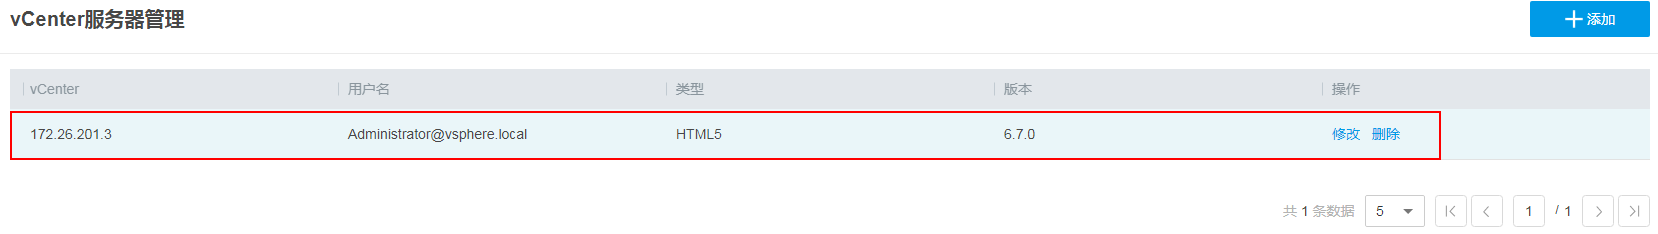 vCenter服务器管理
添加
vCenter 用户名 类型 版本 操作
172.26.201.3 Administrator@vsphere.local HTML5 6.7.0 修改 删除
共 1 条数据 5 1 / 1